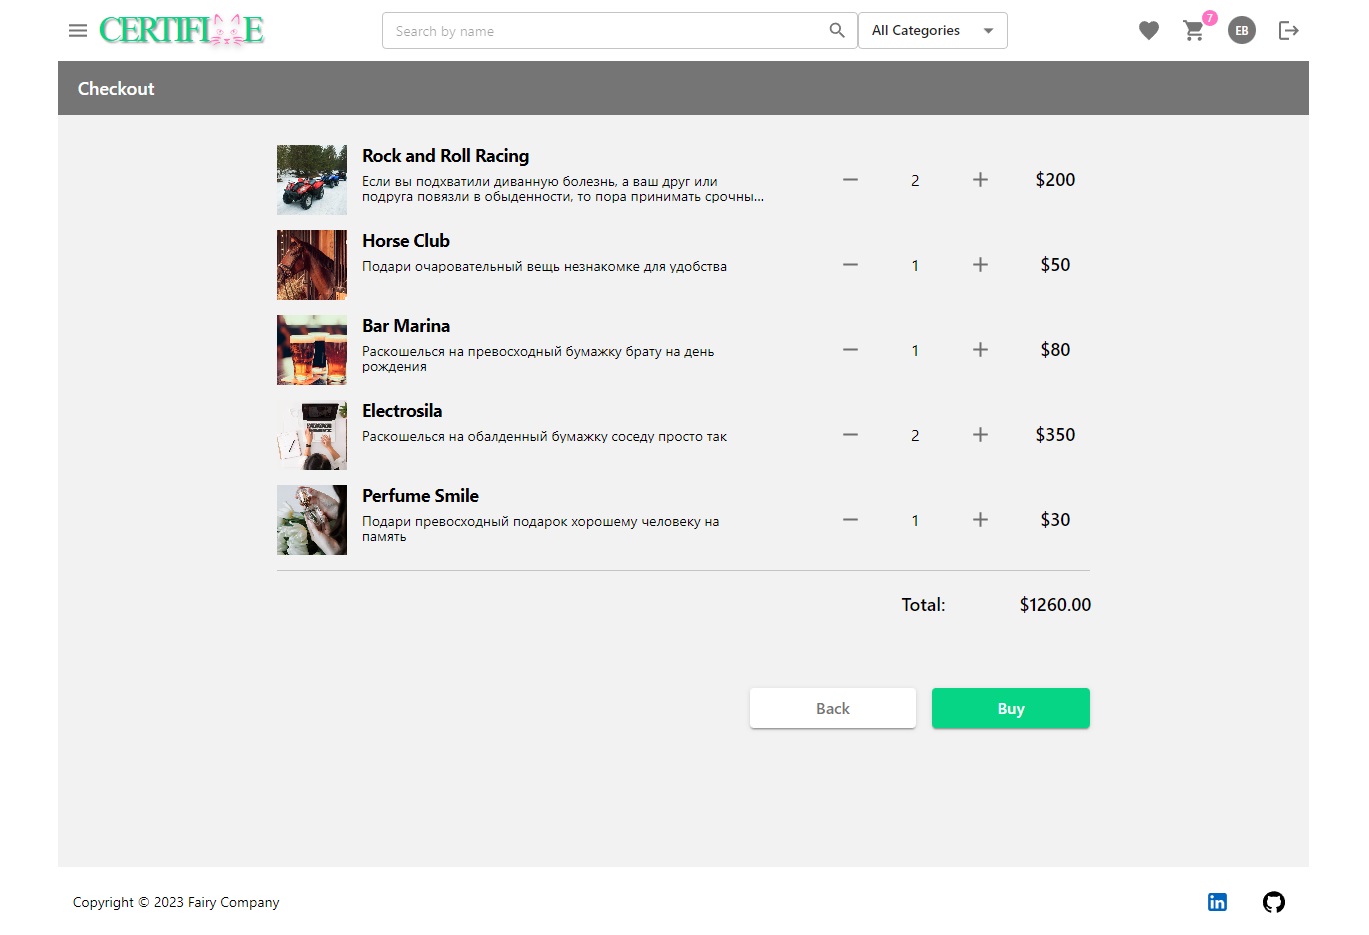 CERTIFI
E
Search by name
All Categories
7
EB
Checkout
Rock and Roll Racing
Если вы подхватили диванную болезнь, а ваш друг или
подруга повязли в обыденности, то пора принимать срочны...
2
$200
Horse Club
Подари очаровательный вещь незнакомке для удобства
1
$50
Bar Marina
Раскошелься на превосходный бумажку брату на день
рождения
1
$80
Electrosila
Раскошелься на обалденный бумажку соседу просто так
2
$350
Perfume Smile
Подари превосходный подарок хорошему человеку на
память
1
$30
Total:
$1260.00
Back
Buy
Copyright © 2023 Fairy Company
in